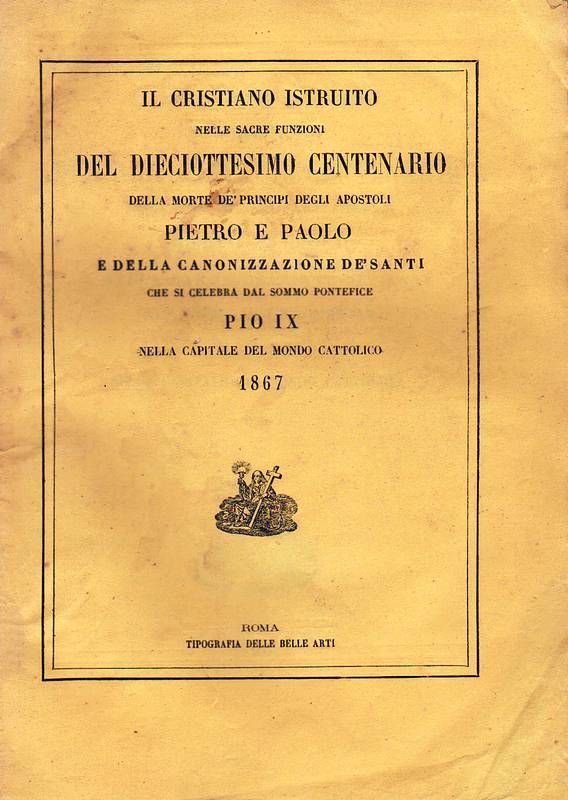 IL CRISTIANO ISTRUITO
NELLE SACRE FUNZIONI
DEL DIECIOTTESIMO CENTENARIO
DELLA MORTE DE' PRINCIPI DEGLI APOSTOLI
PIETRO E PAOLO
E DELLA CANONIZZAZIONE DE' SANTI
CHE SI CELEBRA DAL SOMMO PONTEFICE
PIO IX
NELLA CAPITALE DEL MONDO CATTOLICO
1867
ROMA
TIPOGRAFIA DELLE BELLE ARTI